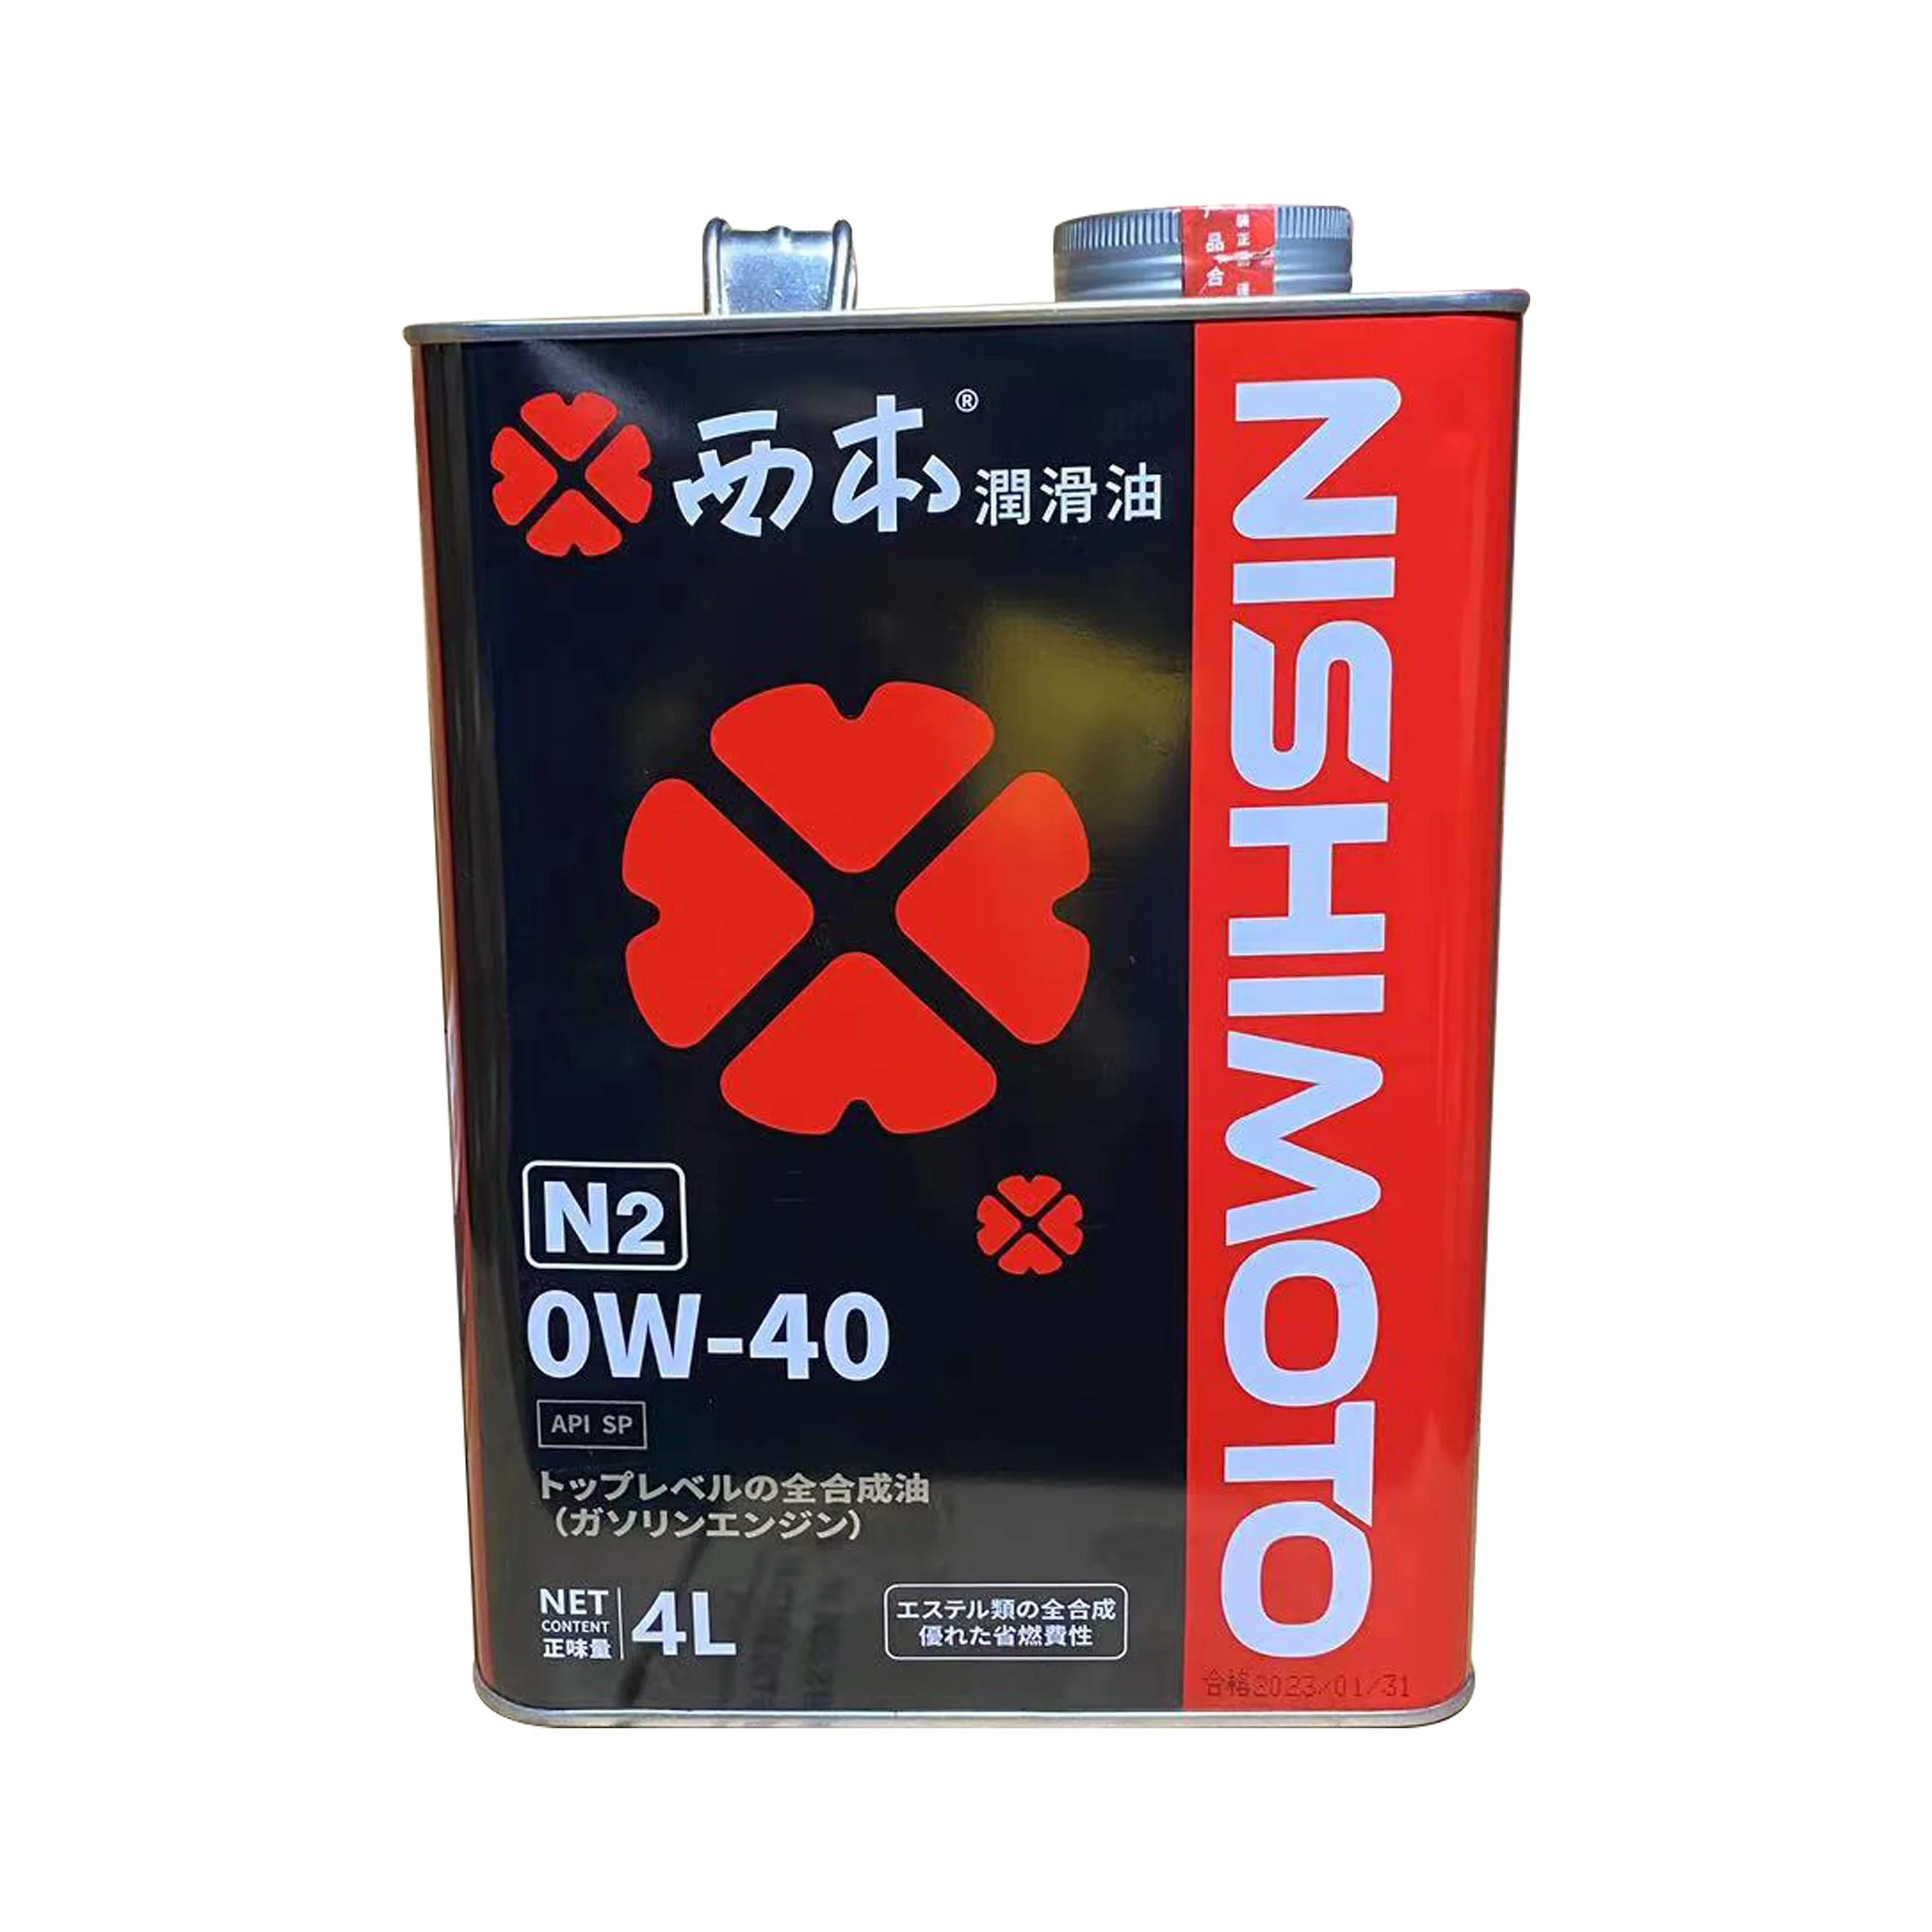 西本®潤滑油
NISHIMOTO
N2
0W-40
API SP
トップレベルの全合成油
(ガソリンエンジン)
NET
CONTENT
正味量
4L
エステル類の全合成
優れた省燃費性
合格2023/01/31
品
合
正